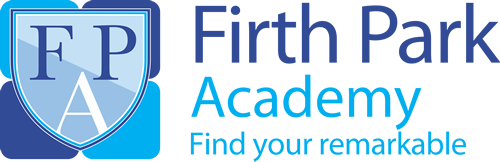 F P
A
Firth Park
Academy
Find your remarkable